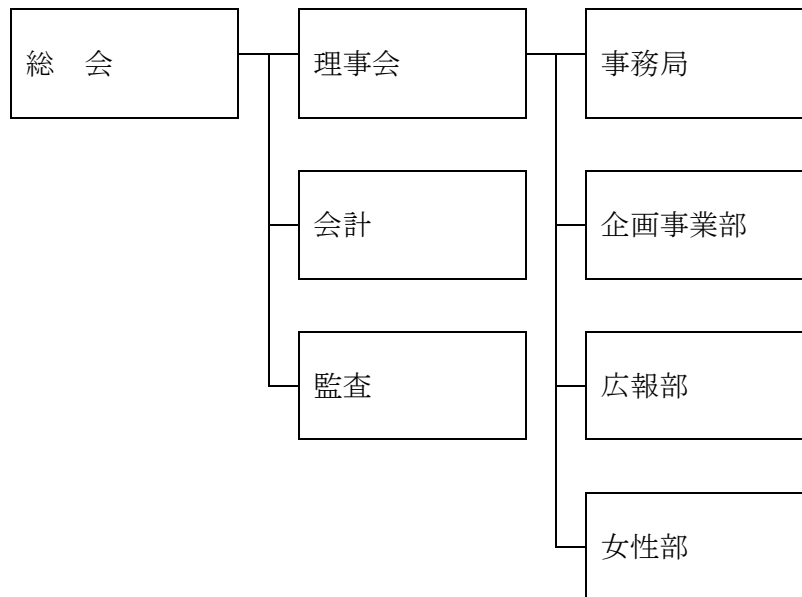 総　会
理事会
事務局
会計
企画事業部
監査
広報部
女性部